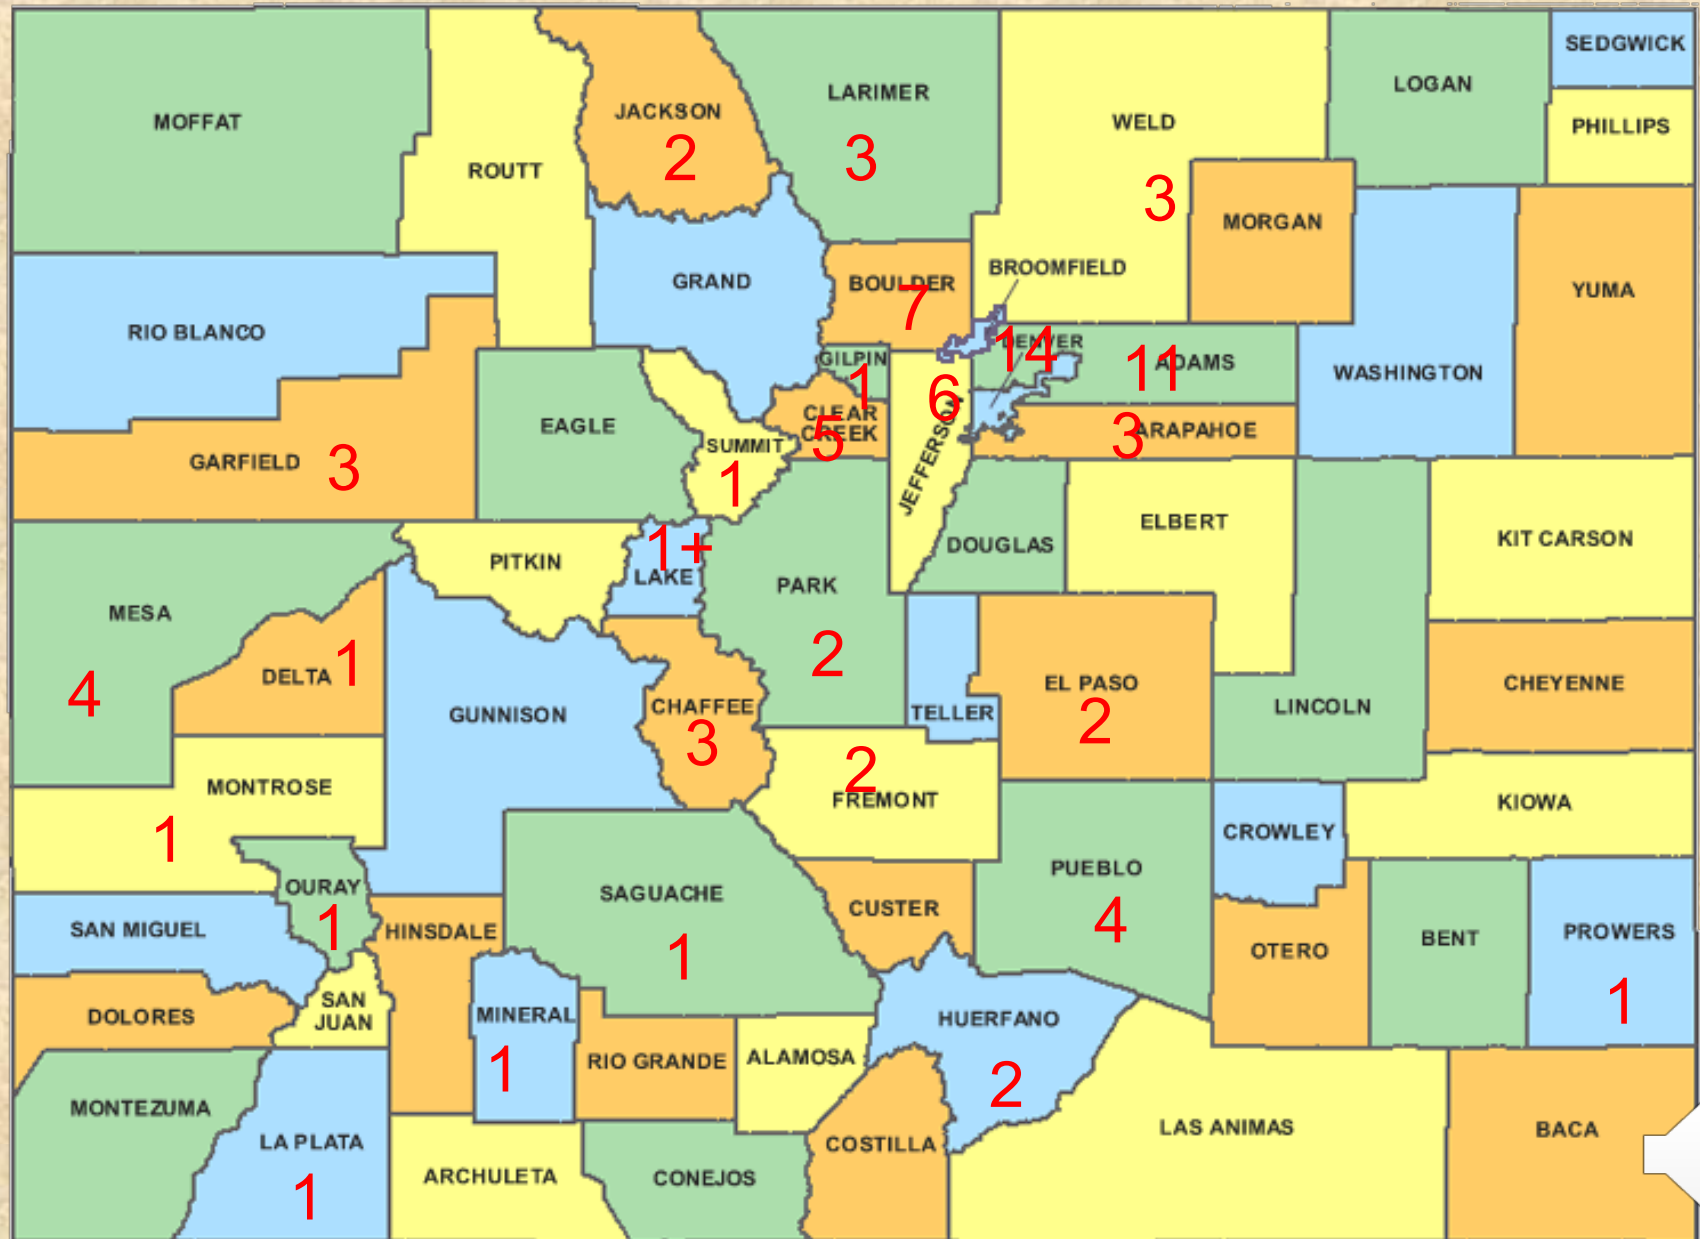 SEDGWICK
LOGAN
LARIMER
MOFFAT
JACKSON
WELD
PHILLIPS
2
3
ROUTT
3
MORGAN
BROOMFIELD
GRAND
BOULDER
YUMA
7
RIO BLANCO
DENVER
14
GILPIN
1
ADAMS
11
WASHINGTON
6
JEFFERSON
CLEAR
CREEK
5
EAGLE
ARAPAHOE
3
SUMMIT
1
GARFIELD
3
ELBERT
KIT CARSON
DOUGLAS
1+
LAKE
PITKIN
PARK
2
MESA
4
DELTA
1
EL PASO
2
CHEYENNE
GUNNISON
CHAFFEE
3
TELLER
LINCOLN
2
FREMONT
MONTROSE
1
KIOWA
CROWLEY
PUEBLO
4
OURAY
1
SAGUACHE
1
CUSTER
SAN MIGUEL
HINSDALE
OTERO
BENT
PROWERS
1
SAN
JUAN
DOLORES
MINERAL
1
HUERFANO
2
RIO GRANDE
ALAMOSA
MONTEZUMA
LA PLATA
1
COSTILLA
LAS ANIMAS
BACA
ARCHULETA
CONEJOS